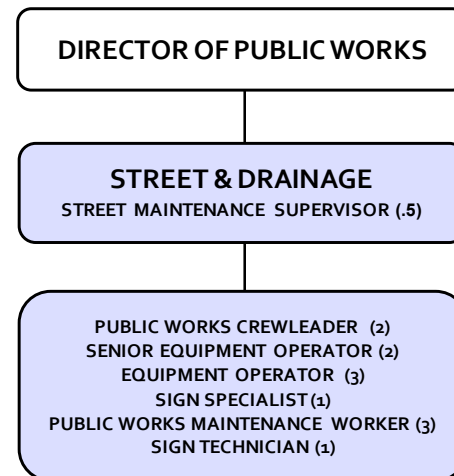 DIRECTOR OF PUBLIC WORKS
STREET & DRAINAGE
STREET MAINTENANCE SUPERVISOR (.5)
PUBLIC WORKS CREWLEADER (2)
SENIOR EQUIPMENT OPERATOR (2)
EQUIPMENT OPERATOR (3)
SIGN SPECIALIST (1)
PUBLIC WORKS MAINTENANCE WORKER (3)
SIGN TECHNICIAN (1)